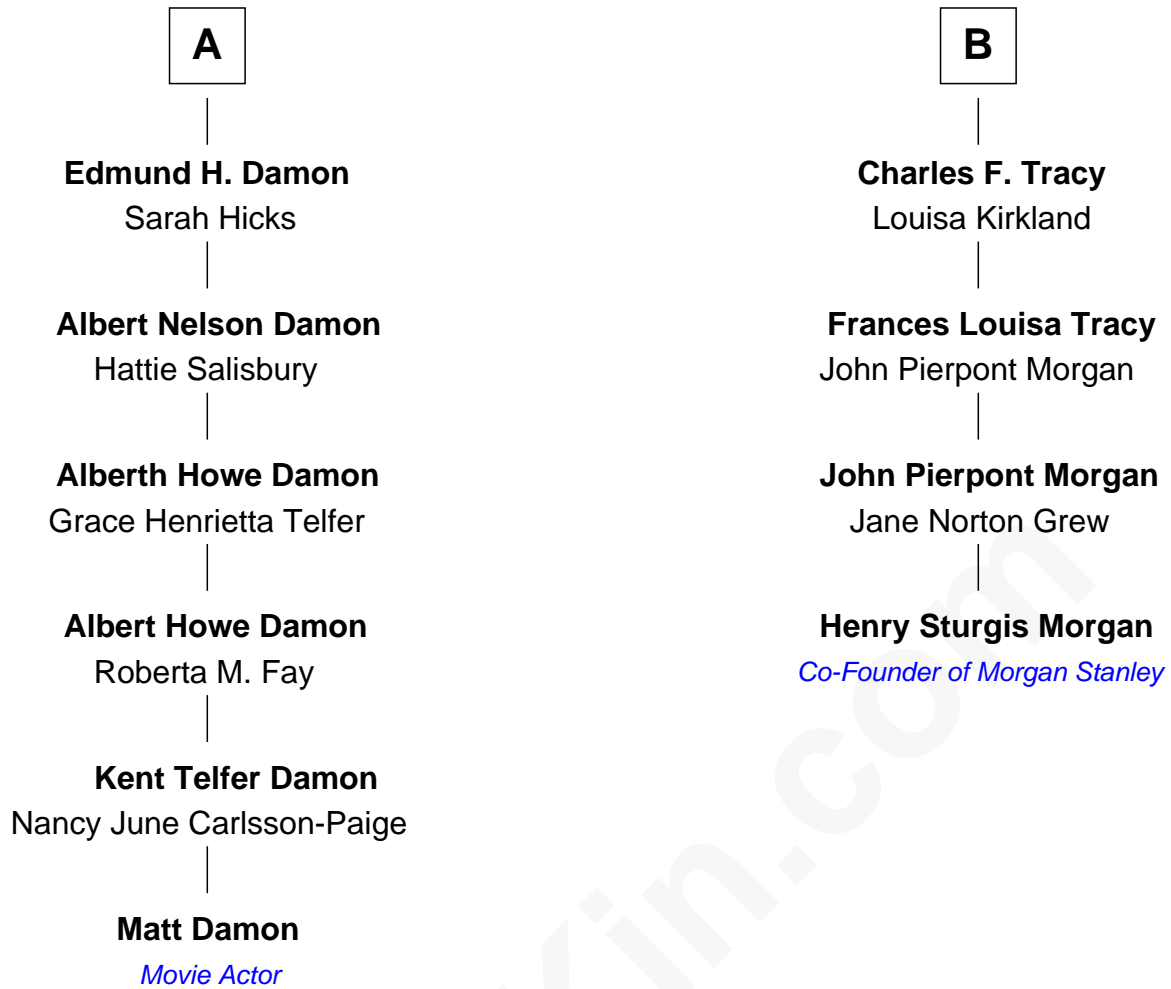 A
Edmund H. Damon
Sarah Hicks
Albert Nelson Damon
Hattie Salisbury
Alberth Howe Damon
Grace Henrietta Telfer
Albert Howe Damon
Roberta M. Fay
Kent Telfer Damon
Nancy June Carlsson-Paige
Matt Damon
Movie Actor
B
Charles F. Tracy
Louisa Kirkland
Frances Louisa Tracy
John Pierpont Morgan
John Pierpont Morgan
Jane Norton Grew
Henry Sturgis Morgan
Co-Founder of Morgan Stanley
Kin.com